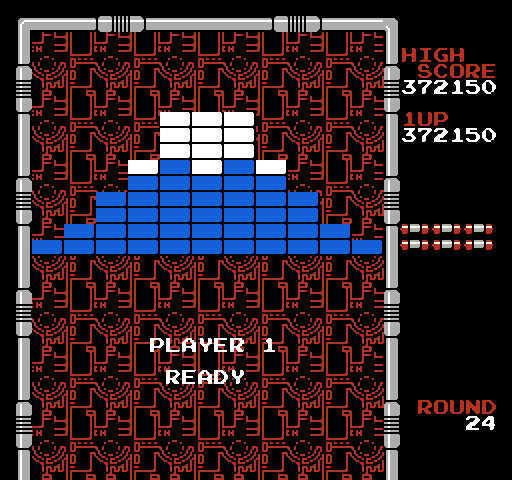 HIGH
SCORE
372150
1UP
372150
PLAYER 1
READY
ROUND
24